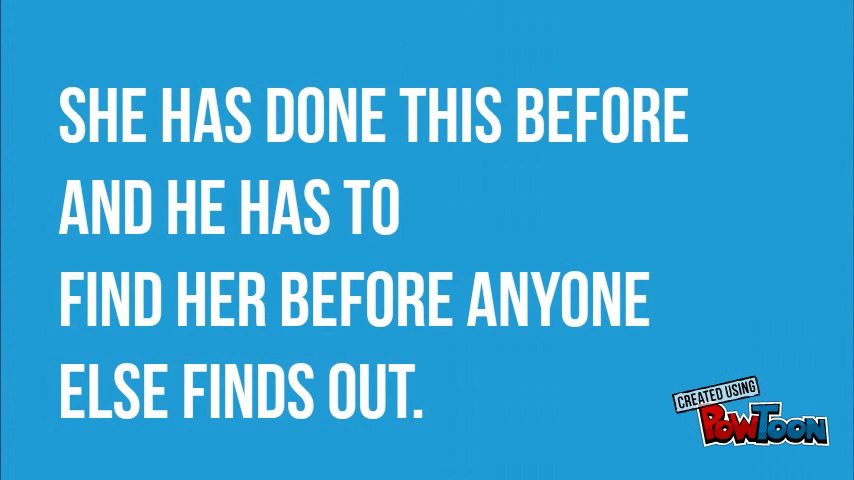 SHE HAS DONE THIS BEFORE
AND HE HAS TO
FIND HER BEFORE ANYONE
ELSE FINDS OUT.
CREATED USING
POWTOON